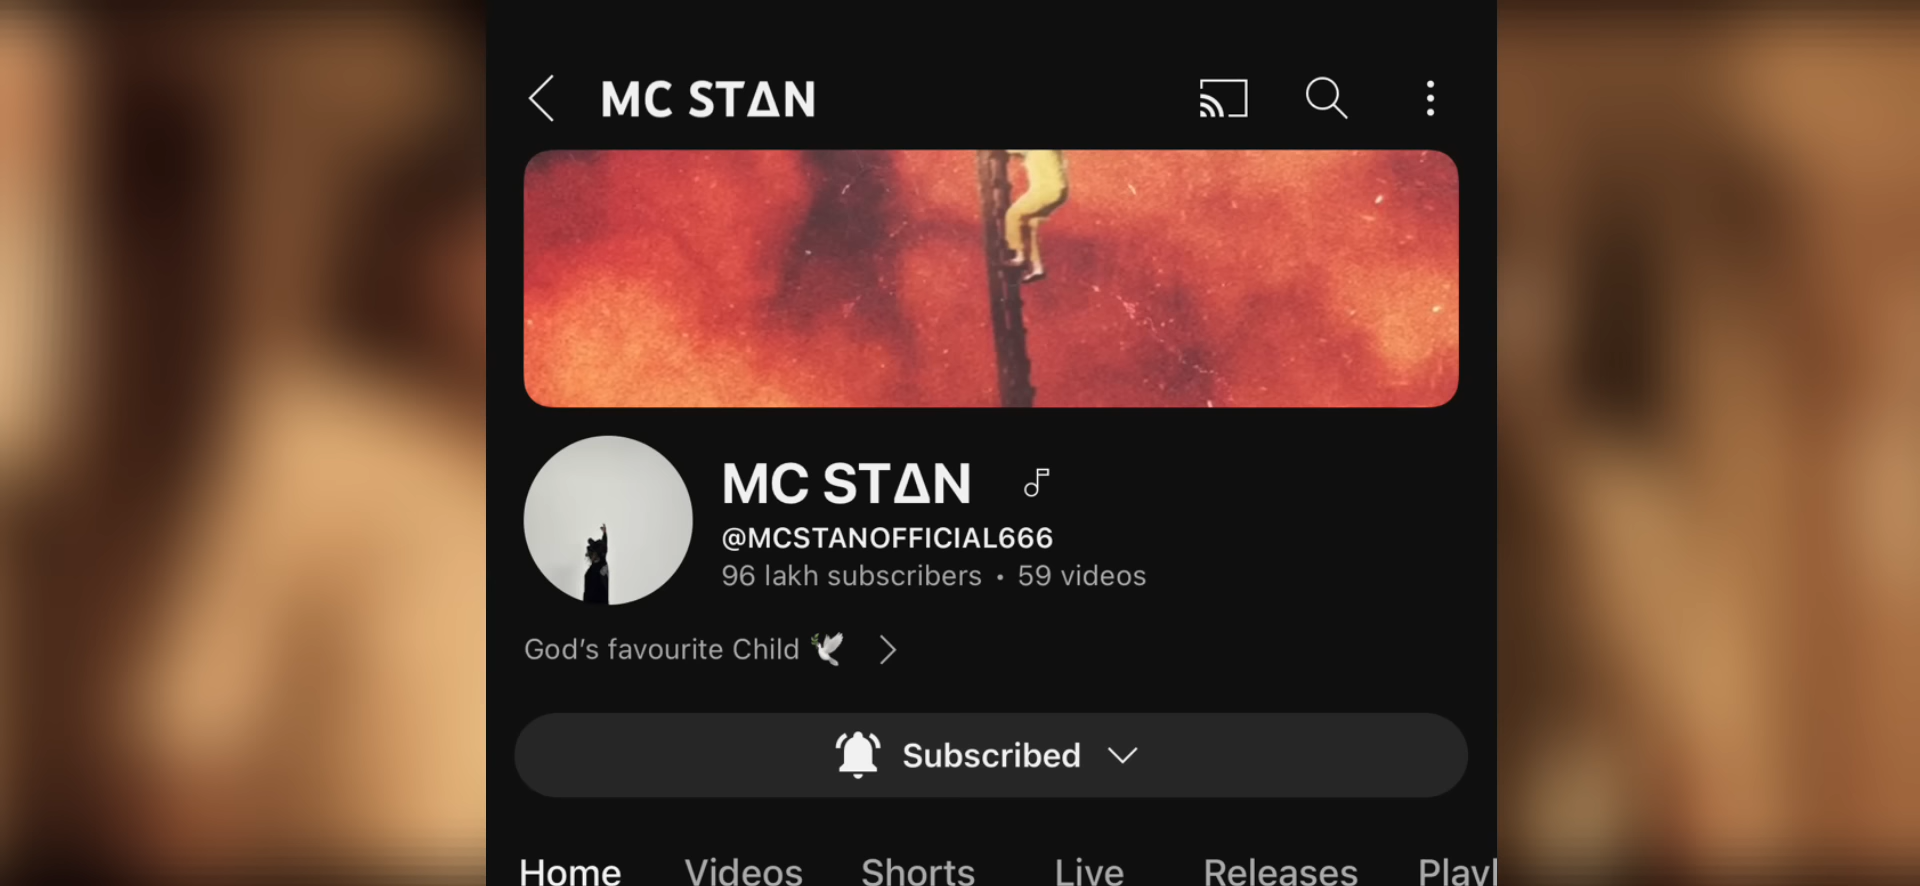 MC STΔN
MC STΔN
@MCSTANOFFICIAL666
96 lakh subscribers • 59 videos
God's favourite Child 🕊️
Subscribed
Home Videos Shorts Live Releases Playl